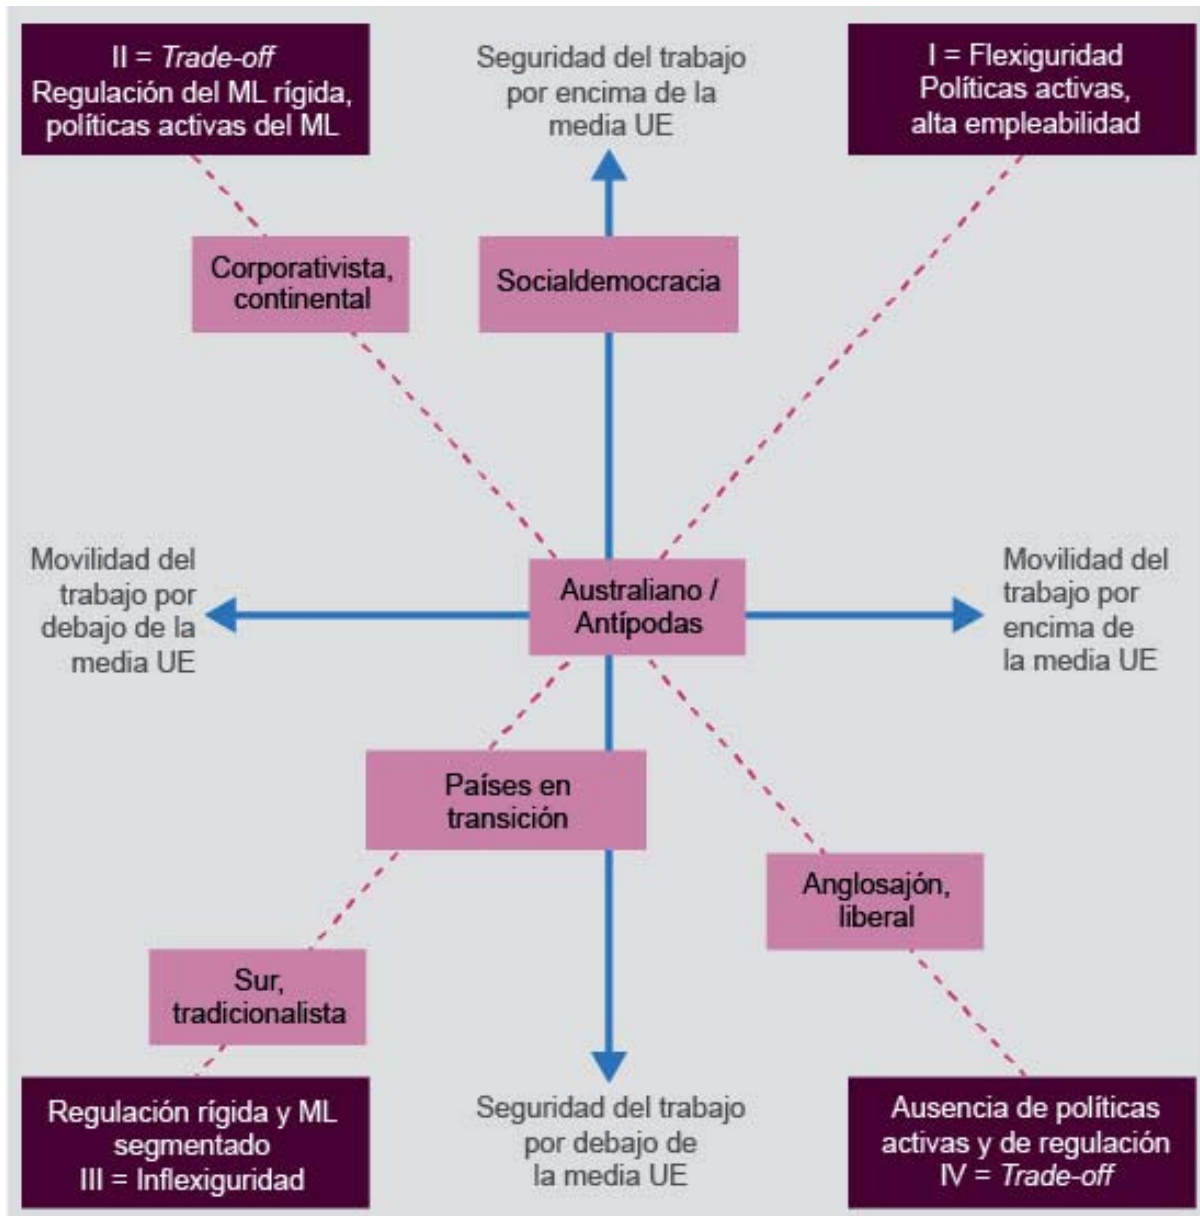 II = Trade-off
Regulación del ML rígida,
políticas activas del ML
Seguridad del trabajo
por encima de la
media UE
I = Flexiguridad
Políticas activas,
alta empleabilidad
Corporativista,
continental
Socialdemocracia
Movilidad del
trabajo por
debajo de la
media UE
Australiano /
Antípodas
Movilidad del
trabajo por
encima de
la media UE
Países en
transición
Anglosajón,
liberal
Sur,
tradicionalista
Regulación rígida y ML
segmentado
III = Inflexiguridad
Seguridad del trabajo
por debajo de
la media UE
Ausencia de políticas
activas y de regulación
IV = Trade-off